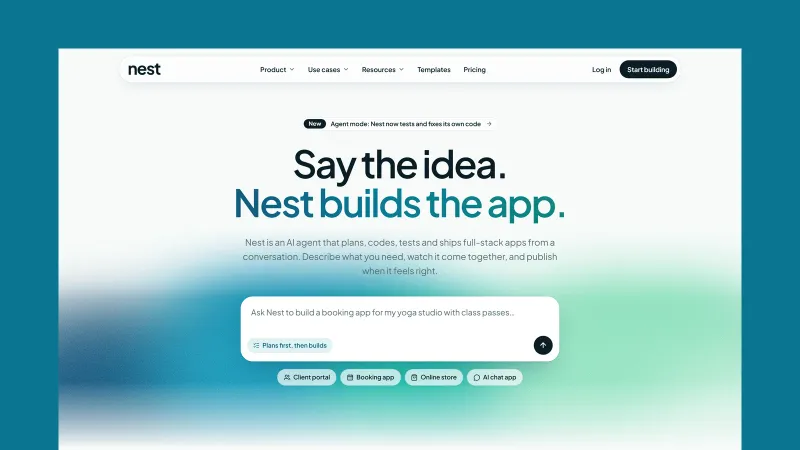 nest
Product
Use cases
Resources
Templates
Pricing
Log in
Start building
New
Agent mode: Nest now tests and fixes its own code
Say the idea.
Nest builds the app.
Nest is an AI agent that plans, codes, tests and ships full-stack apps from a
conversation. Describe what you need, watch it come together, and publish
when it feels right.
Ask Nest to build a booking app for my yoga studio with class passes...
Plans first, then builds
Client portal
Booking app
Online store
AI chat app